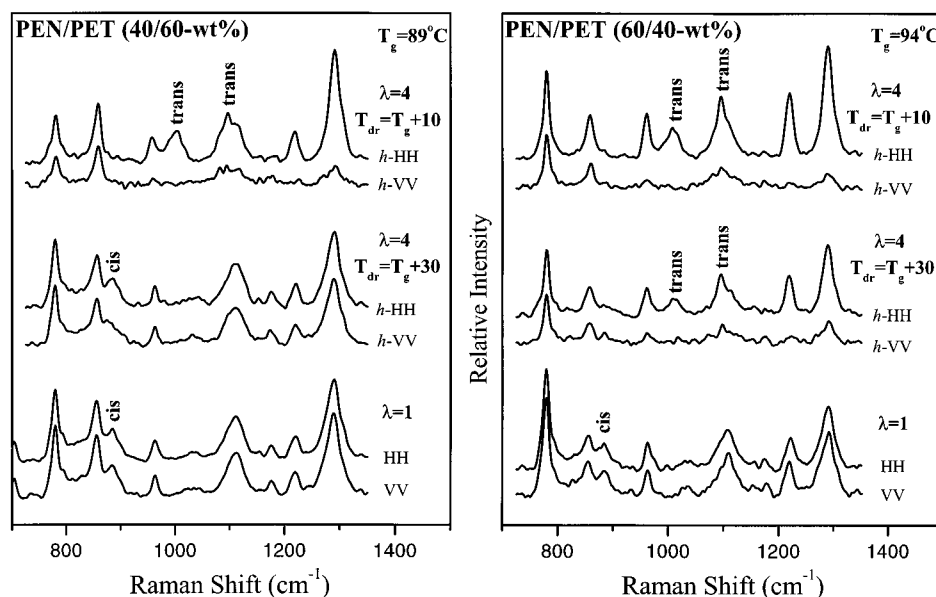 PEN/PET (40/60-wt%)
T_g=89°C
trans
trans
λ=4
T_dr=T_g+10
h-HH
h-VV
λ=4
T_dr=T_g+30
cis
h-HH
h-VV
λ=1
cis
HH
VV
800
1000
1200
1400
Raman Shift (cm⁻¹)
PEN/PET (60/40-wt%)
T_g=94°C
trans
trans
λ=4
T_dr=T_g+10
h-HH
h-VV
Relative Intensity
λ=4
T_dr=T_g+30
trans
trans
h-HH
h-VV
λ=1
cis
HH
VV
800
1000
1200
1400
Raman Shift (cm⁻¹)